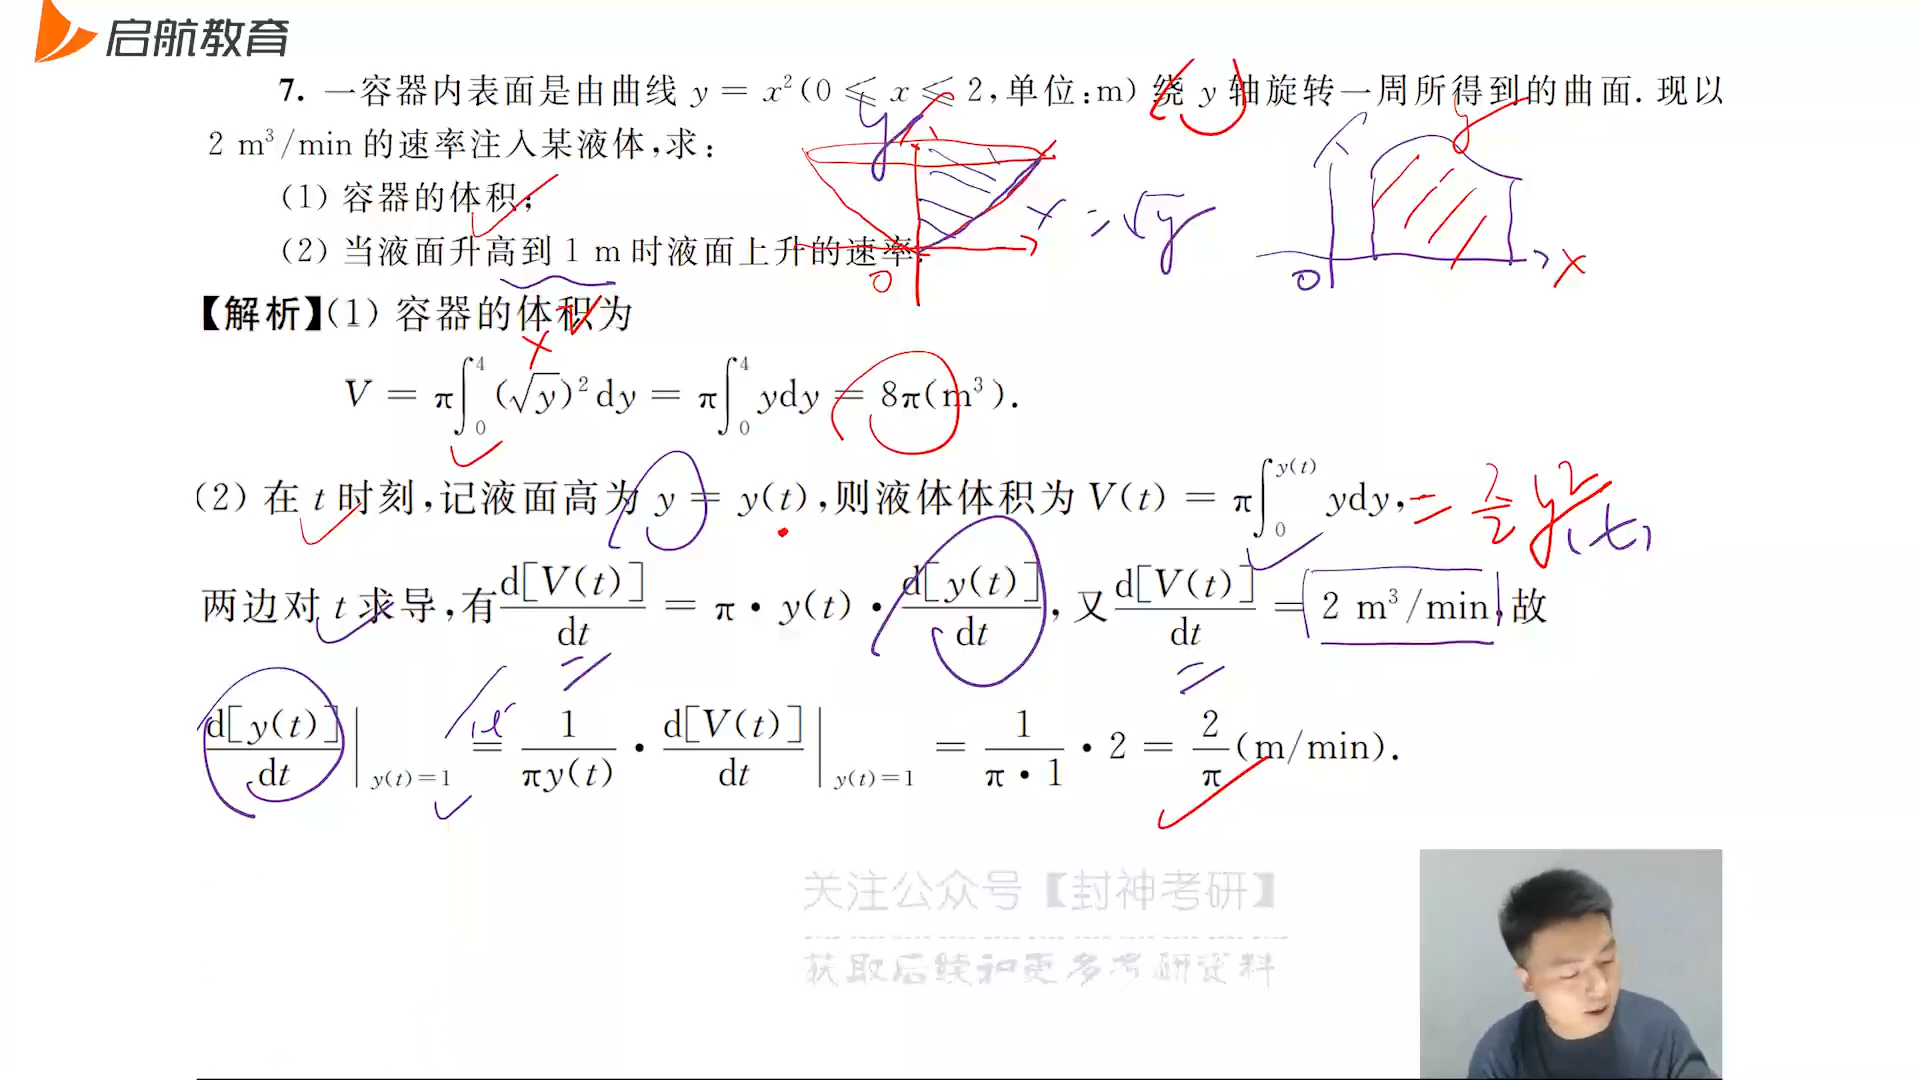 启航教育
7. 一容器内表面是由曲线 y = x²(0 ⩽ x ⩽ 2,单位:m) 绕 y 轴旋转一周所得到的曲面. 现以
2 m³/min 的速率注入某液体,求:
(1) 容器的体积;
(2) 当液面升高到 1 m 时液面上升的速率.
y
x = √y
O
y
O
x
【解析】(1) 容器的体积为
x
V = π∫₀⁴ (√y)² dy = π∫₀⁴ ydy = 8π(m³).
(2) 在 t 时刻,记液面高为 y = y(t),则液体体积为 V(t) = π∫₀^{y(t)} ydy, = π/2 y²(t)
两边对 t 求导,有 d[V(t)]/dt = π · y(t) · d[y(t)]/dt, 又 d[V(t)]/dt = 2 m³/min,故
d[y(t)]/dt |_{y(t)=1} = 1/(πy(t)) · d[V(t)]/dt |_{y(t)=1} = 1/(π · 1) · 2 = 2/π (m/min).
关注公众号【封神考研】
获取后续和更多考研资料